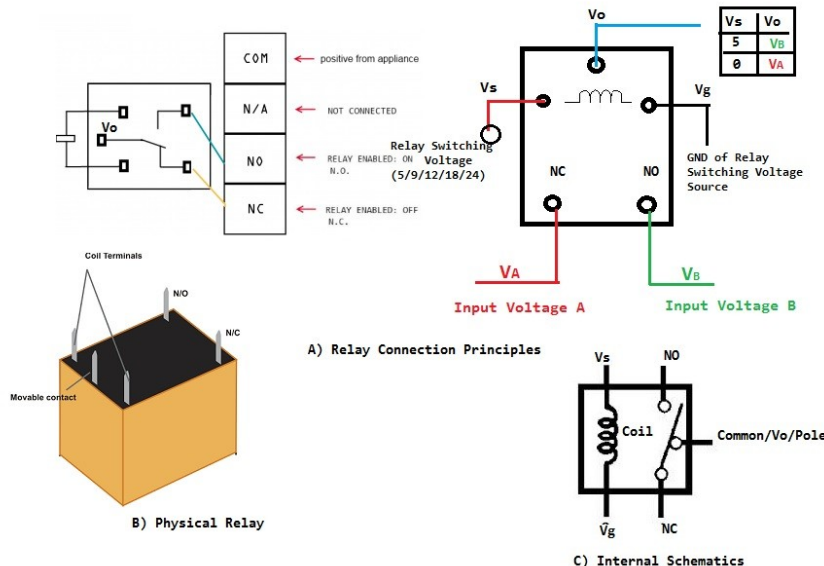 COM
positive from appliance
N/A
NOT CONNECTED
Vo
NO
RELAY ENABLED: ON
N.O.
NC
RELAY ENABLED: OFF
N.C.
Vo
Vs Vo
5 VB
0 VA
Vs
Vg
Relay Switching
Voltage
(5/9/12/18/24)
GND of Relay
Switching Voltage
Source
NC
NO
VA
VB
Input Voltage A
Input Voltage B
A) Relay Connection Principles
Coil Terminals
N/O
N/C
Movable contact
B) Physical Relay
Vs
NO
Coil
Common/Vo/Pole
Vg
NC
C) Internal Schematics